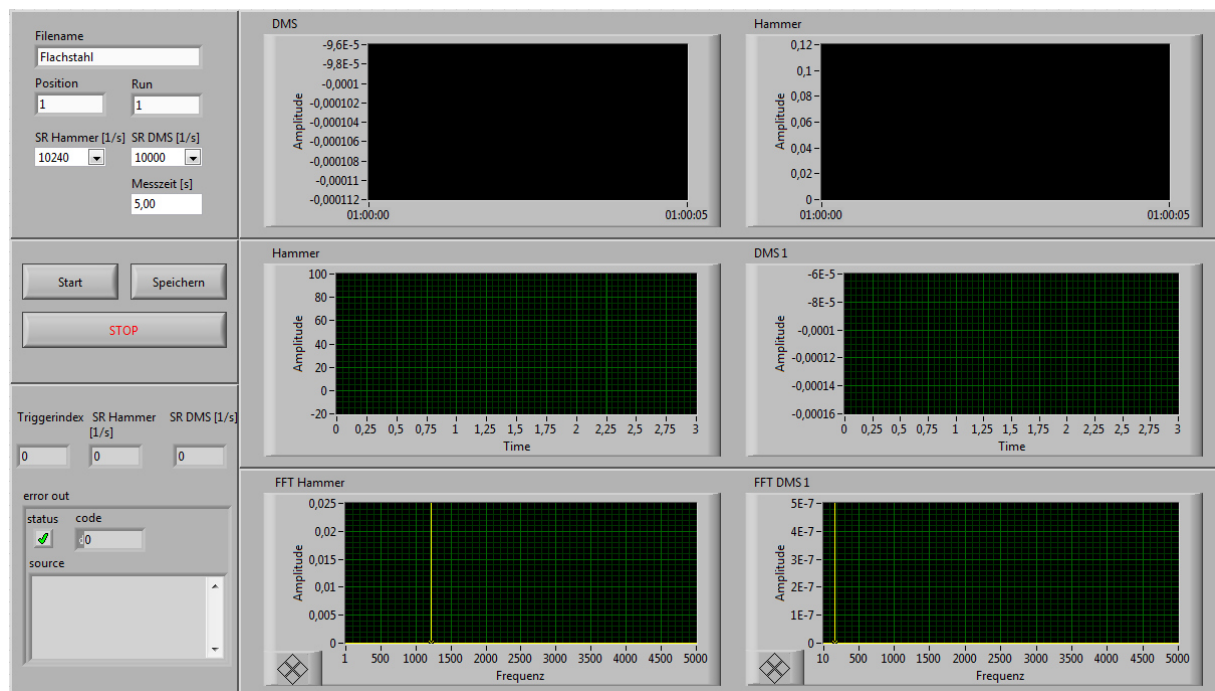 Filename
Flachstahl
Position Run
1 1
SR Hammer [1/s] SR DMS [1/s]
10240 10000
Messzeit [s]
5,00
Start Speichern
STOP
Triggerindex SR Hammer [1/s] SR DMS [1/s]
0 0 0
error out
status code
d0
source
DMS
Amplitude
-9,6E-5
-9,8E-5
-0,0001
-0,000102
-0,000104
-0,000106
-0,000108
-0,00011
-0,000112
01:00:00 01:00:05
Hammer
Amplitude
0,12
0,1
0,08
0,06
0,04
0,02
0
01:00:00 01:00:05
Hammer
Amplitude
100
80
60
40
20
0
-20
0 0,25 0,5 0,75 1 1,25 1,5 1,75 2 2,25 2,5 2,75 3
Time
DMS 1
Amplitude
-6E-5
-8E-5
-0,0001
-0,00012
-0,00014
-0,00016
0 0,25 0,5 0,75 1 1,25 1,5 1,75 2 2,25 2,5 2,75 3
Time
FFT Hammer
Amplitude
0,025
0,02
0,015
0,01
0,005
0
1 500 1000 1500 2000 2500 3000 3500 4000 4500 5000
Frequenz
FFT DMS 1
Amplitude
5E-7
4E-7
3E-7
2E-7
1E-7
0
10 500 1000 1500 2000 2500 3000 3500 4000 4500 5000
Frequenz